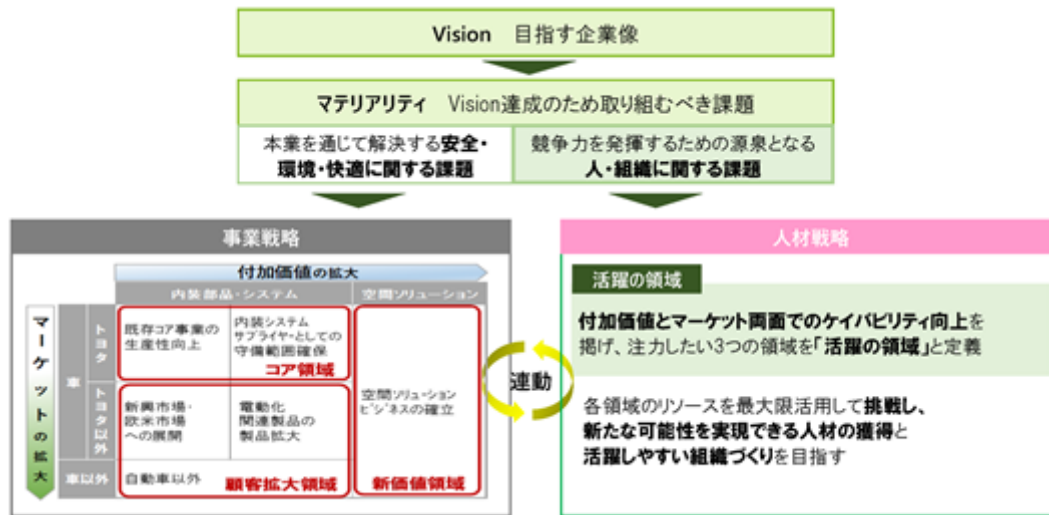 Vision 目指す企業像
マテリアリティ Vision達成のため取り組むべき課題
本業を通じて解決する安全・
環境・快適に関する課題
競争力を発揮するための源泉となる
人・組織に関する課題
事業戦略
付加価値の拡大
内装部品・システム
空間ソリューション
マーケットの拡大
車
トヨタ
既存コア事業の
生産性向上
内装システム
サプライヤーとしての
守備範囲確保
コア領域
トヨタ以外
新興市場・
欧米市場
への展開
電動化
関連製品の
製品拡大
空間ソリューション
ビジネスの確立
車以外
自動車以外
顧客拡大領域
新価値領域
連動
人材戦略
活躍の領域
付加価値とマーケット両面でのケイパビリティ向上を
掲げ、注力したい3つの領域を「活躍の領域」と定義
各領域のリソースを最大限活用して挑戦し、
新たな可能性を実現できる人材の獲得と
活躍しやすい組織づくりを目指す